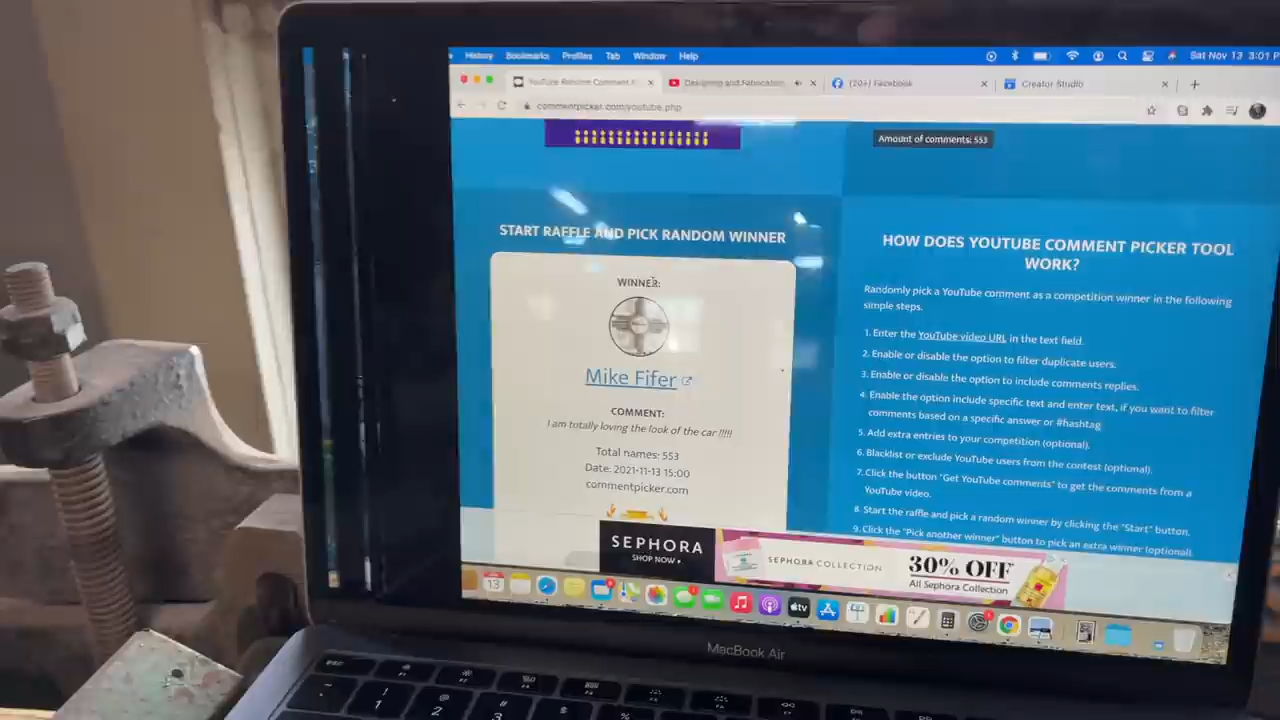 History Bookmarks Profiles Tab Window Help
Sat Nov 13 3:01 P
YouTube Random Comment P
Designing and Fabrication
(20+) Facebook
Creator Studio
commentpicker.com/youtube.php
Amount of comments: 553
START RAFFLE AND PICK RANDOM WINNER
WINNER:
Mike Fifer
COMMENT:
I am totally loving the look of the car !!!!!
Total names: 553
Date: 2021-11-13 15:00
commentpicker.com
HOW DOES YOUTUBE COMMENT PICKER TOOL
WORK?
Randomly pick a YouTube comment as a competition winner in the following
simple steps.
1. Enter the YouTube video URL in the text field.
2. Enable or disable the option to filter duplicate users.
3. Enable or disable the option to include comments replies.
4. Enable the option include specific text and enter text, if you want to filter
comments based on a specific answer or #hashtag
5. Add extra entries to your competition (optional).
6. Blacklist or exclude YouTube users from the contest (optional).
7. Click the button "Get YouTube comments" to get the comments from a
YouTube video.
8. Start the raffle and pick a random winner by clicking the "Start" button.
9. Click the "Pick another winner" button to pick an extra winner (optional).
SEPHORA
SHOP NOW
SEPHORA COLLECTION
30% OFF*
All Sephora Collection
13
tv
MacBook Air
esc
! 1
@ 2
# 3
$
%